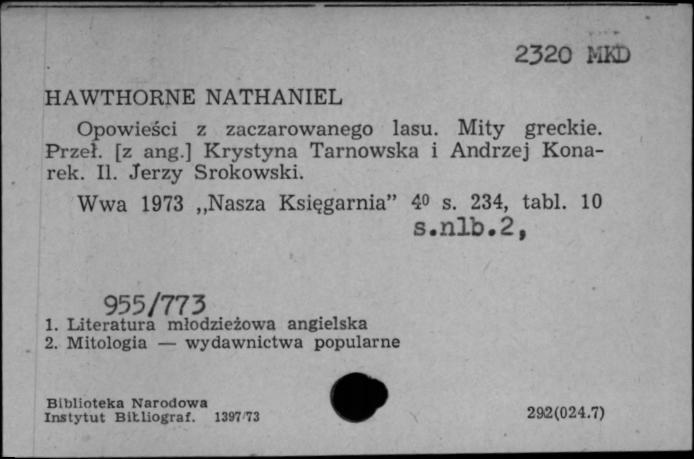 2320 MKD
HAWTHORNE NATHANIEL
Opowieści z zaczarowanego lasu. Mity greckie.
Przeł. [z ang.] Krystyna Tarnowska i Andrzej Kona-
rek. Il. Jerzy Srokowski.
Wwa 1973 „Nasza Księgarnia” 4⁰ s. 234, tabl. 10
s.nlb.2,
955/773
1. Literatura młodzieżowa angielska
2. Mitologia — wydawnictwa popularne
Biblioteka Narodowa
Instytut Bibliograf. 1397/73
292(024.7)